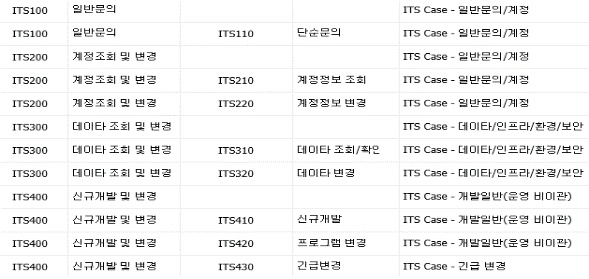 ITS100 일반문의 ITS Case - 일반문의/계정
ITS100 일반문의 ITS110 단순문의 ITS Case - 일반문의/계정
ITS200 계정조회 및 변경 ITS Case - 일반문의/계정
ITS200 계정조회 및 변경 ITS210 계정정보 조회 ITS Case - 일반문의/계정
ITS200 계정조회 및 변경 ITS220 계정정보 변경 ITS Case - 일반문의/계정
ITS300 데이타 조회 및 변경 ITS Case - 데이타/인프라/환경/보안
ITS300 데이타 조회 및 변경 ITS310 데이타 조회/확인 ITS Case - 데이타/인프라/환경/보안
ITS300 데이타 조회 및 변경 ITS320 데이타 변경 ITS Case - 데이타/인프라/환경/보안
ITS400 신규개발 및 변경 ITS Case - 개발일반(운영 비이관)
ITS400 신규개발 및 변경 ITS410 신규개발 ITS Case - 개발일반(운영 비이관)
ITS400 신규개발 및 변경 ITS420 프로그램 변경 ITS Case - 개발일반(운영 비이관)
ITS400 신규개발 및 변경 ITS430 긴급변경 ITS Case - 긴급 변경